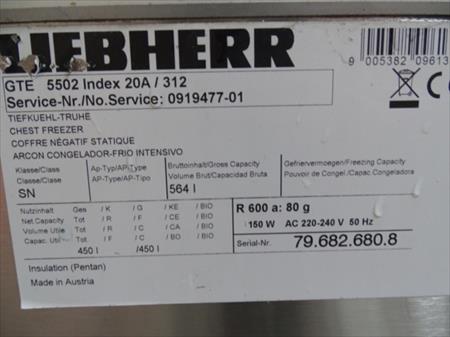 LIEBHERR
9 005382 09613
GTE 5502 Index 20A / 312
Service-Nr./No.Service: 0919477-01
TIEFKUEHL-TRUHE
CHEST FREEZER
COFFRE NÉGATIF STATIQUE
ARCON CONGELADOR-FRIO INTENSIVO
Klasse/Class Ap-Typ/AP-Type Bruttoinhalt/Gross Capacity Gefriervermoegen/Freezing Capacity
Classe/Clase AP-Type/AP-Tipo Volume Brut/Capacidad Bruta Pouvoir de Congel./Capac.Congeladora
SN 564 l
Nutzinhalt Ges / K / G / KE / BIO
Net.Capacity Tot / R / F / CE / BIO
Volume Utile Tot / R / C / CA / BIO
Capac. Util Tot / F / C / BO / BIO
450 l /450 l
R 600 a: 80 g
150 W AC 220-240 V 50 Hz
Serial-Nr. 79.682.680.8
Insulation (Pentan)
Made in Austria